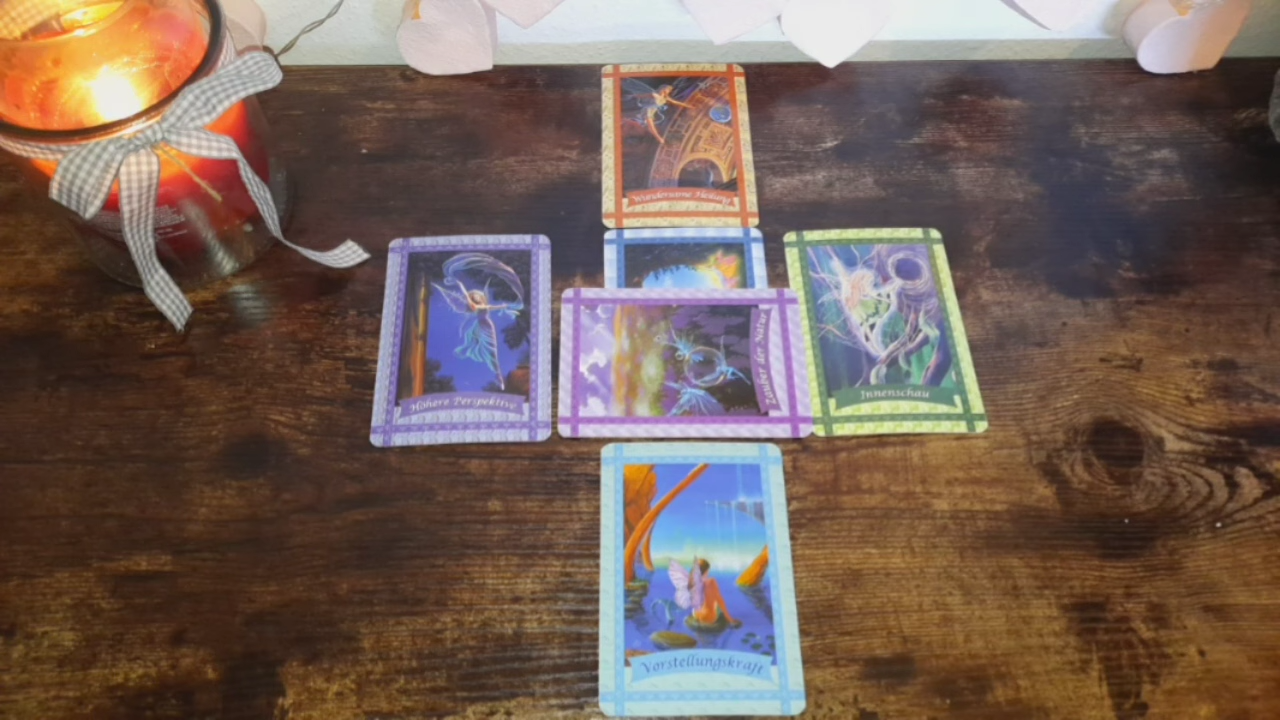 Wundersame Heilung
Höhere Perspektive
Zauber der Natur
Innenschau
Vorstellungskraft